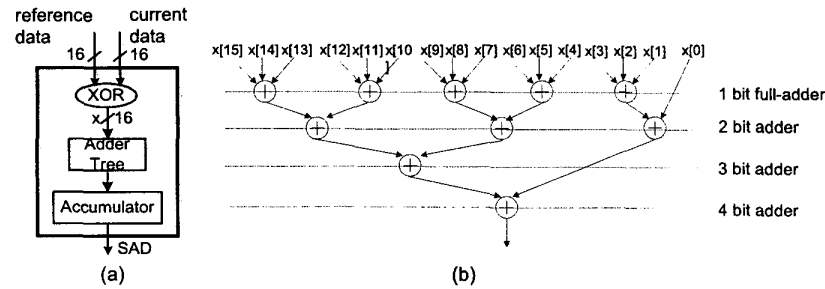 reference data
current data
16
16
XOR
x
16
Adder Tree
Accumulator
SAD
(a)
x[15] x[14] x[13] x[12] x[11] x[10] x[9] x[8] x[7] x[6] x[5] x[4] x[3] x[2] x[1] x[0]
1 bit full-adder
2 bit adder
3 bit adder
4 bit adder
(b)